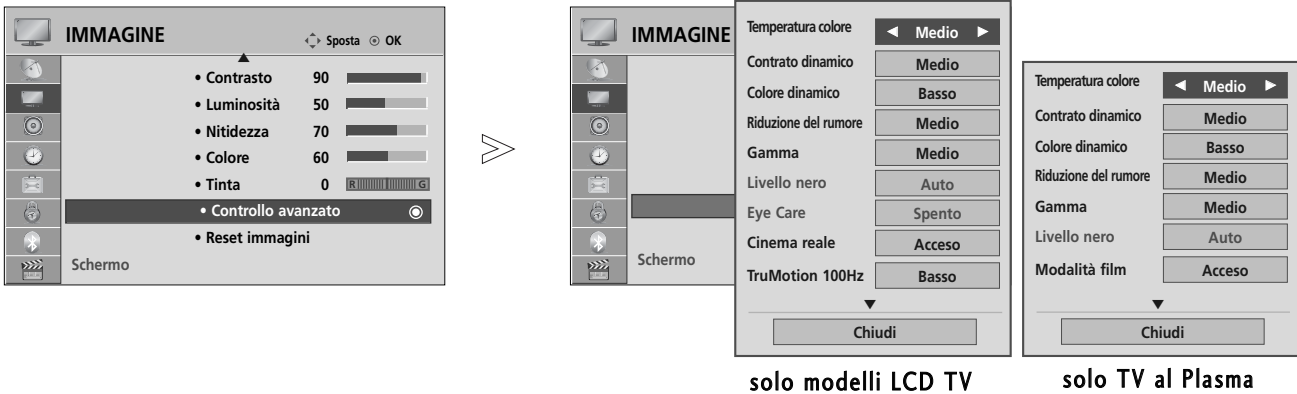 IMMAGINE
Sposta OK
• Contrasto 90
• Luminosità 50
• Nitidezza 70
• Colore 60
• Tinta 0 R G
• Controllo avanzato
• Reset immagini
Schermo
IMMAGINE
Schermo
Temperatura colore ◄ Medio ►
Contrato dinamico Medio
Colore dinamico Basso
Riduzione del rumore Medio
Gamma Medio
Livello nero Auto
Eye Care Spento
Cinema reale Acceso
TruMotion 100Hz Basso
Chiudi
solo modelli LCD TV
Temperatura colore ◄ Medio ►
Contrato dinamico Medio
Colore dinamico Basso
Riduzione del rumore Medio
Gamma Medio
Livello nero Auto
Modalità film Acceso
Chiudi
solo TV al Plasma